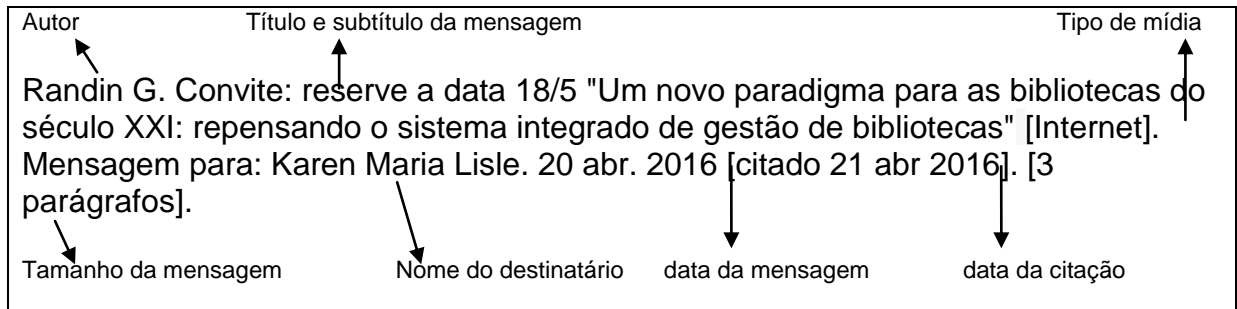 Autor Título e subtítulo da mensagem Tipo de mídia
Randin G. Convite: reserve a data 18/5 "Um novo paradigma para as bibliotecas do
século XXI: repensando o sistema integrado de gestão de bibliotecas" [Internet].
Mensagem para: Karen Maria Lisle. 20 abr. 2016 [citado 21 abr 2016]. [3
parágrafos].
Tamanho da mensagem Nome do destinatário data da mensagem data da citação